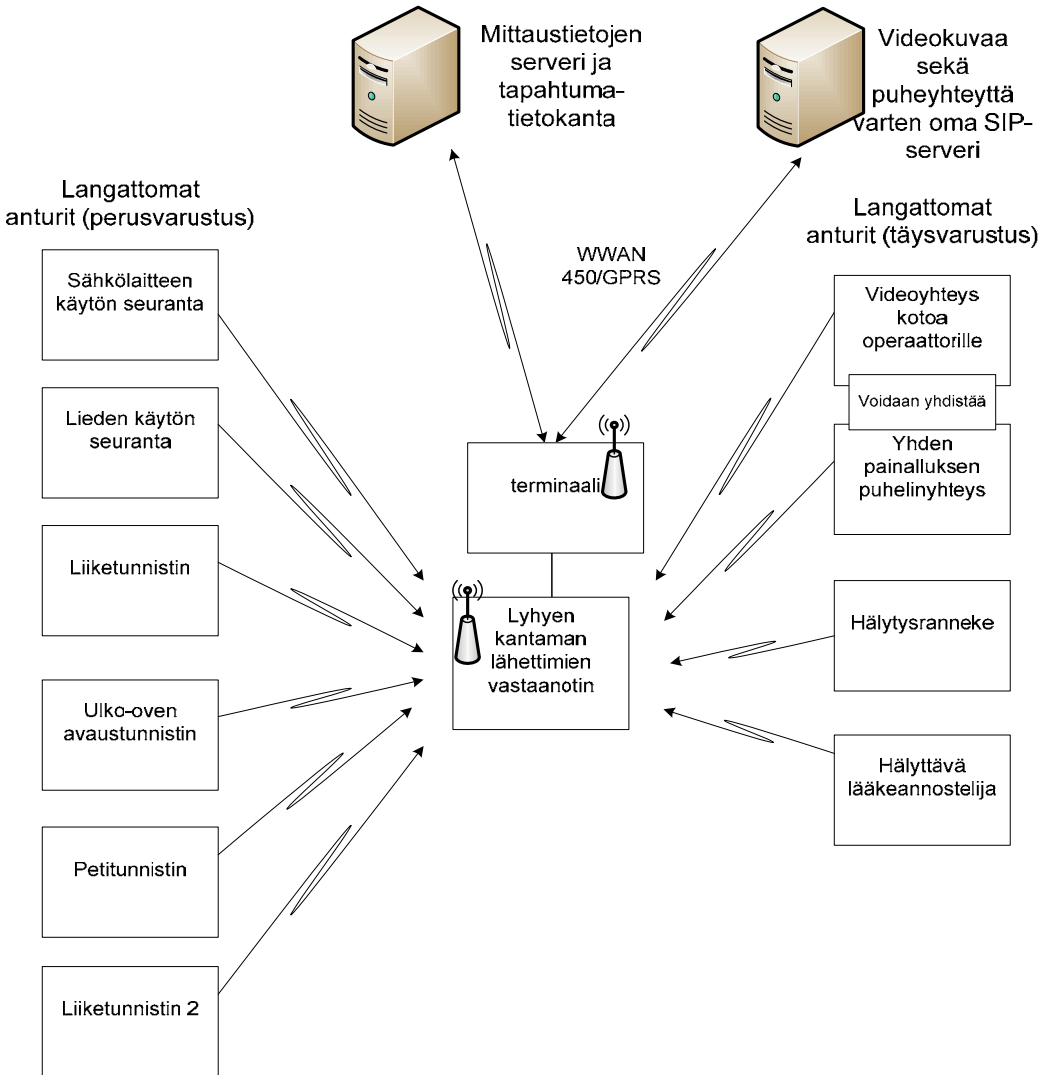 Mittaustietojen
serveri ja
tapahtuma-
tietokanta
Videokuvaa
sekä
puheyhteyttä
varten oma SIP-
serveri
Langattomat
anturit (perusvarustus)
Langattomat
anturit (täysvarustus)
WWAN
450/GPRS
Sähkölaitteen
käytön seuranta
Lieden käytön
seuranta
Liiketunnistin
Ulko-oven
avaustunnistin
Petitunnistin
Liiketunnistin 2
terminaali
Lyhyen
kantaman
lähettimien
vastaanotin
Videoyhteys
kotoa
operaattorille
Voidaan yhdistää
Yhden
painalluksen
puhelinyhteys
Hälytysranneke
Hälyttävä
lääkeannostelija